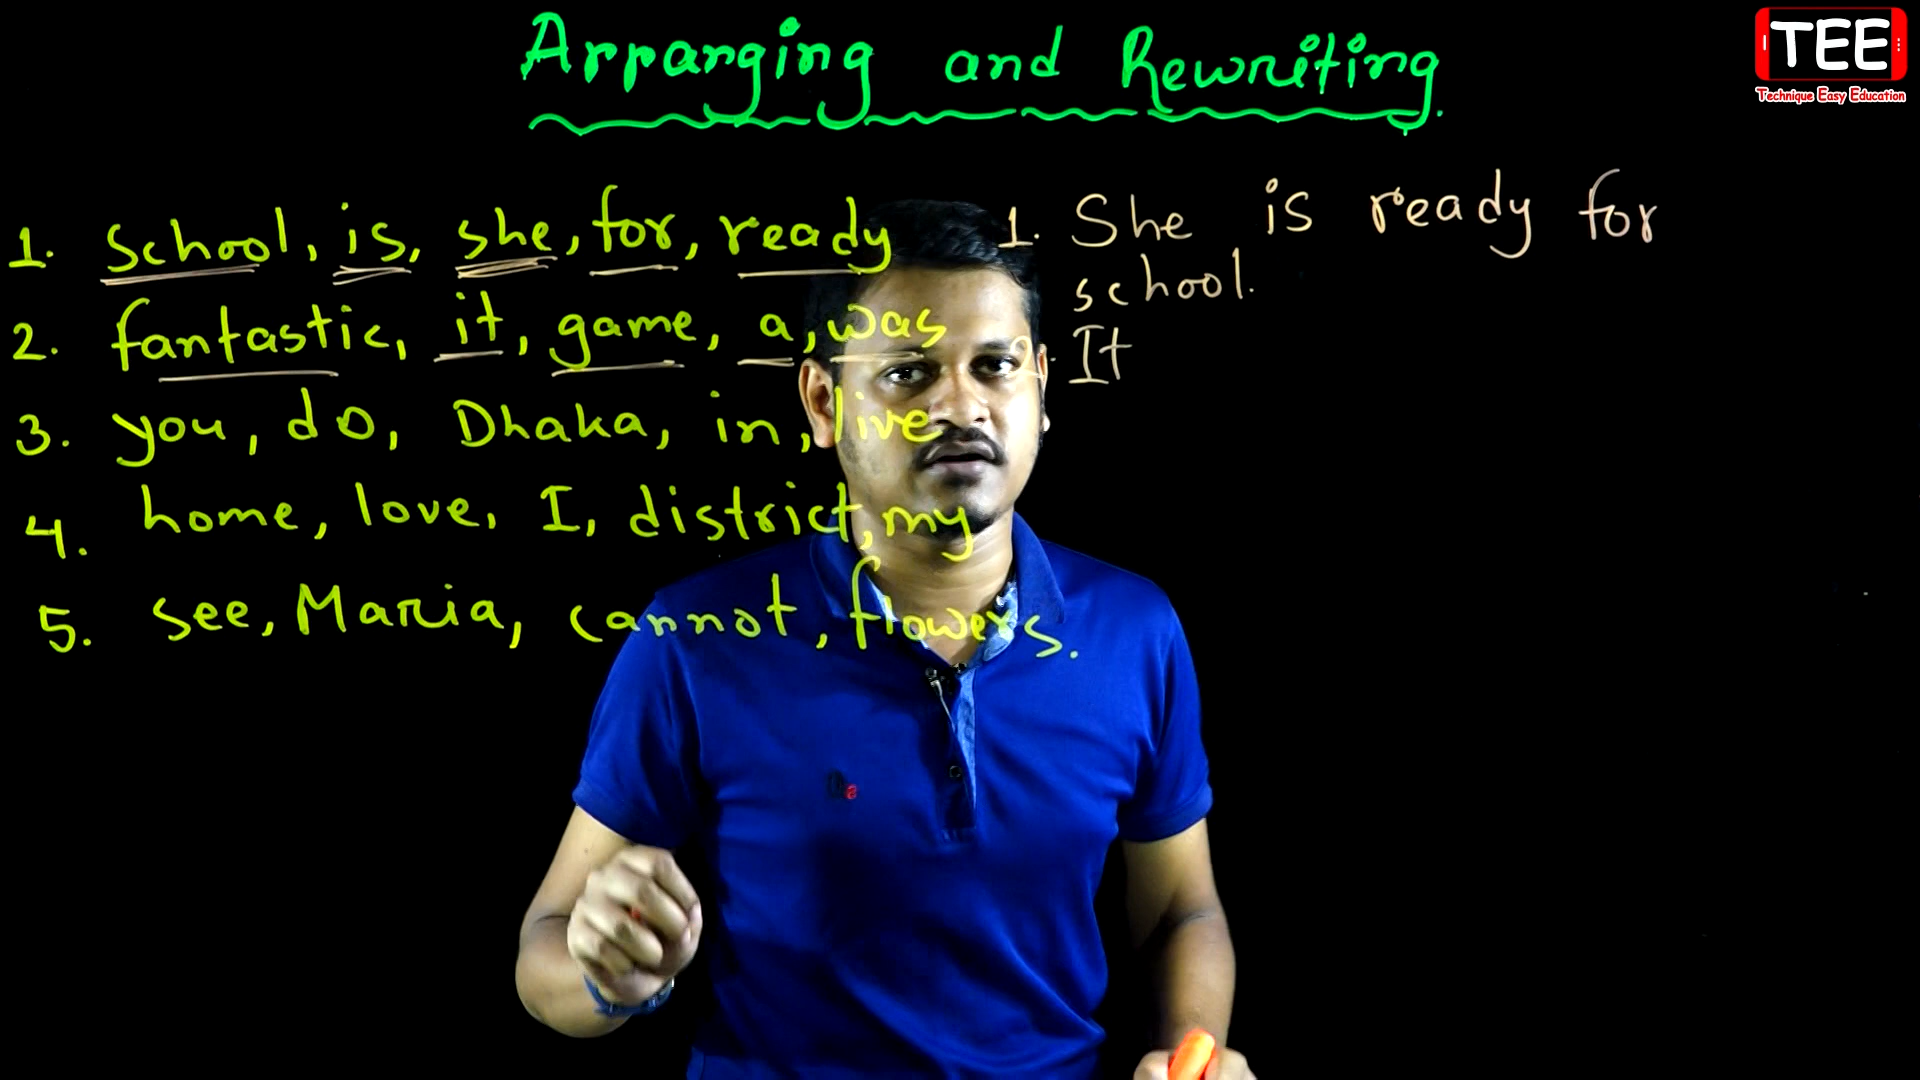 Arranging and Rewriting
TEE
Technique Easy Education
1. School, is, she, for, ready
2. fantastic, it, game, a, was
3. you, do, Dhaka, in, live
4. home, love, I, district, my
5. see, Maria, cannot, flowers.
1. She is ready for
school.
2. It